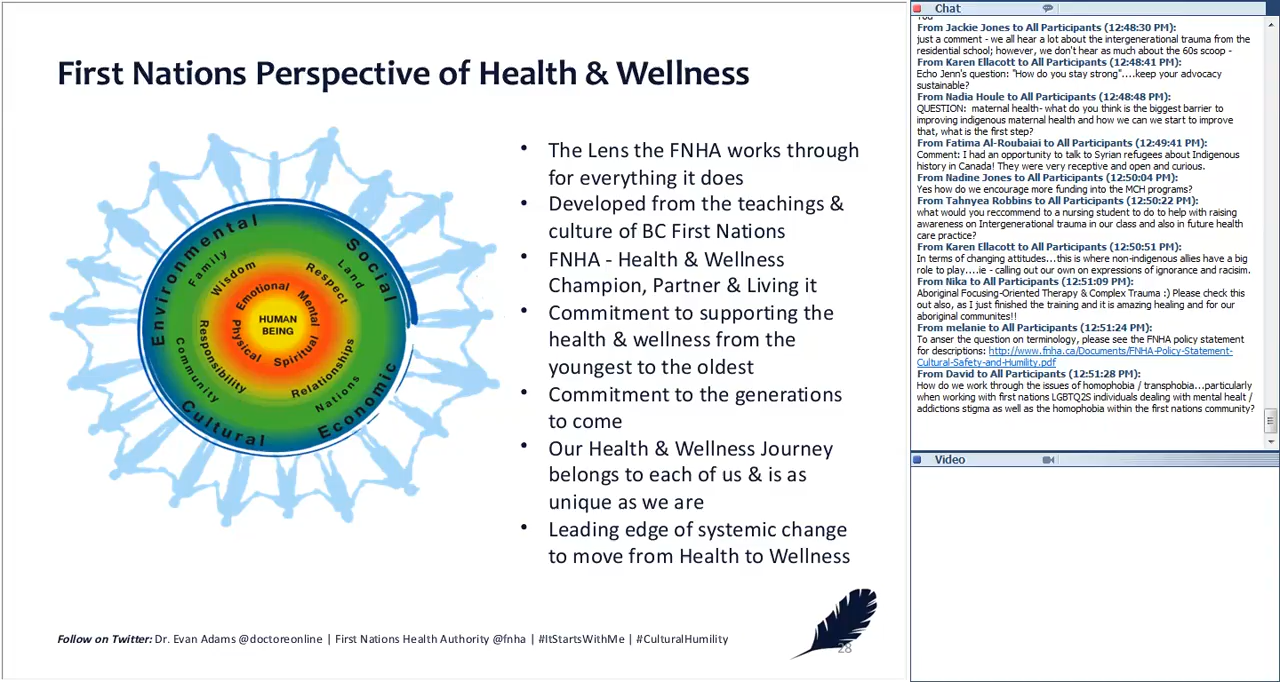 First Nations Perspective of Health & Wellness
Environmental
Social
Economic
Cultural
Family
Land
Nations
Community
Wisdom
Respect
Relationships
Responsibility
Emotional
Mental
Spiritual
Physical
HUMAN
BEING
• The Lens the FNHA works through
for everything it does
• Developed from the teachings &
culture of BC First Nations
• FNHA - Health & Wellness
Champion, Partner & Living it
• Commitment to supporting the
health & wellness from the
youngest to the oldest
• Commitment to the generations
to come
• Our Health & Wellness Journey
belongs to each of us & is as
unique as we are
• Leading edge of systemic change
to move from Health to Wellness
Follow on Twitter: Dr. Evan Adams @doctoreonline | First Nations Health Authority @fnha | #ItStartsWithMe | #CulturalHumility
28
Chat
From Jackie Jones to All Participants (12:48:30 PM):
just a comment - we all hear a lot about the intergenerational trauma from the
residential school; however, we don't hear as much about the 60s scoop -
From Karen Ellacott to All Participants (12:48:41 PM):
Echo Jenn's question: "How do you stay strong"....keep your advocacy
sustainable?
From Nadia Houle to All Participants (12:48:48 PM):
QUESTION: maternal health- what do you think is the biggest barrier to
improving indigenous maternal health and how we can we start to improve
that, what is the first step?
From Fatima Al-Roubaiai to All Participants (12:49:41 PM):
Comment: I had an opportunity to talk to Syrian refugees about Indigenous
history in Canada! They were very receptive and open and curious.
From Nadine Jones to All Participants (12:50:04 PM):
Yes how do we encourage more funding into the MCH programs?
From Tahnyea Robbins to All Participants (12:50:22 PM):
what would you reccommend to a nursing student to do to help with raising
awareness on Intergenerational trauma in our class and also in future health
care practice?
From Karen Ellacott to All Participants (12:50:51 PM):
In terms of changing attitudes...this is where non-indigenous allies have a big
role to play....ie - calling out our own on expressions of ignorance and racisim.
From Nika to All Participants (12:51:09 PM):
Aboriginal Focusing-Oriented Therapy & Complex Trauma :) Please check this
out also, as I just finished the training and it is amazing healing and for our
aboriginal communites!!
From melanie to All Participants (12:51:24 PM):
To anser the question on terminology, please see the FNHA policy statement
for descriptions: http://www.fnha.ca/Documents/FNHA-Policy-Statement-
Cultural-Safety-and-Humility.pdf
From David to All Participants (12:51:28 PM):
How do we work through the issues of homophobia / transphobia...particularly
when working with first nations LGBTQ2S individuals dealing with mental healt /
addictions stigma as well as the homophobia within the first nations community?
Video